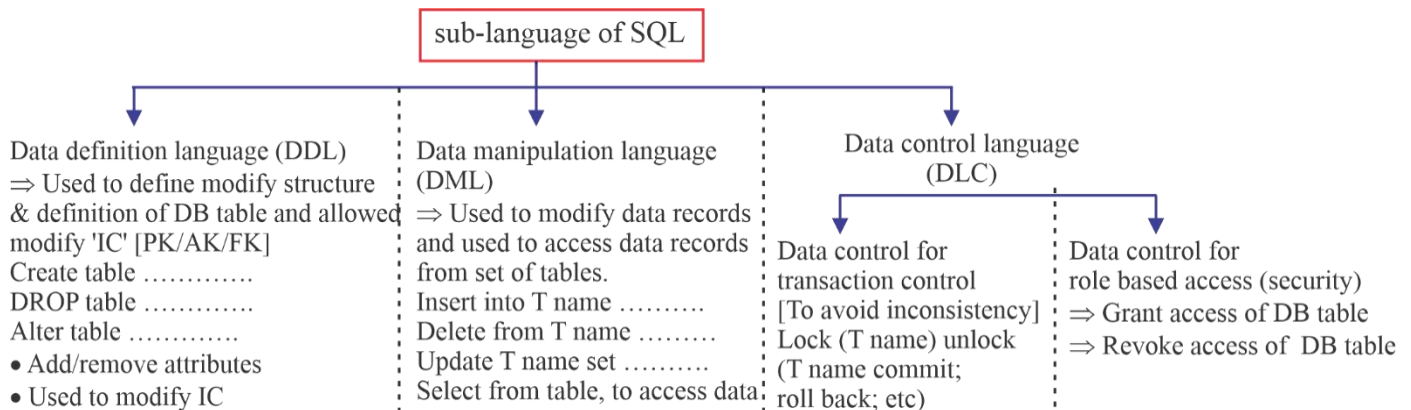 sub-language of SQL
Data definition language (DDL)
⇒ Used to define modify structure
& definition of DB table and allowed
modify 'IC' [PK/AK/FK]
Create table ………….
DROP table ………….
Alter table ………….
• Add/remove attributes
• Used to modify IC
Data manipulation language
(DML)
⇒ Used to modify data records
and used to access data records
from set of tables.
Insert into T name ……….
Delete from T name ………
Update T name set ……….
Select from table, to access data
Data control language
(DLC)
Data control for
transaction control
[To avoid inconsistency]
Lock (T name) unlock
(T name commit;
roll back; etc)
Data control for
role based access (security)
⇒ Grant access of DB table
⇒ Revoke access of DB table